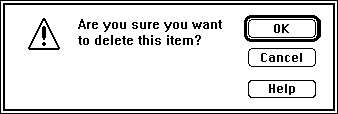 Are you sure you want
to delete this item?
OK
Cancel
Help